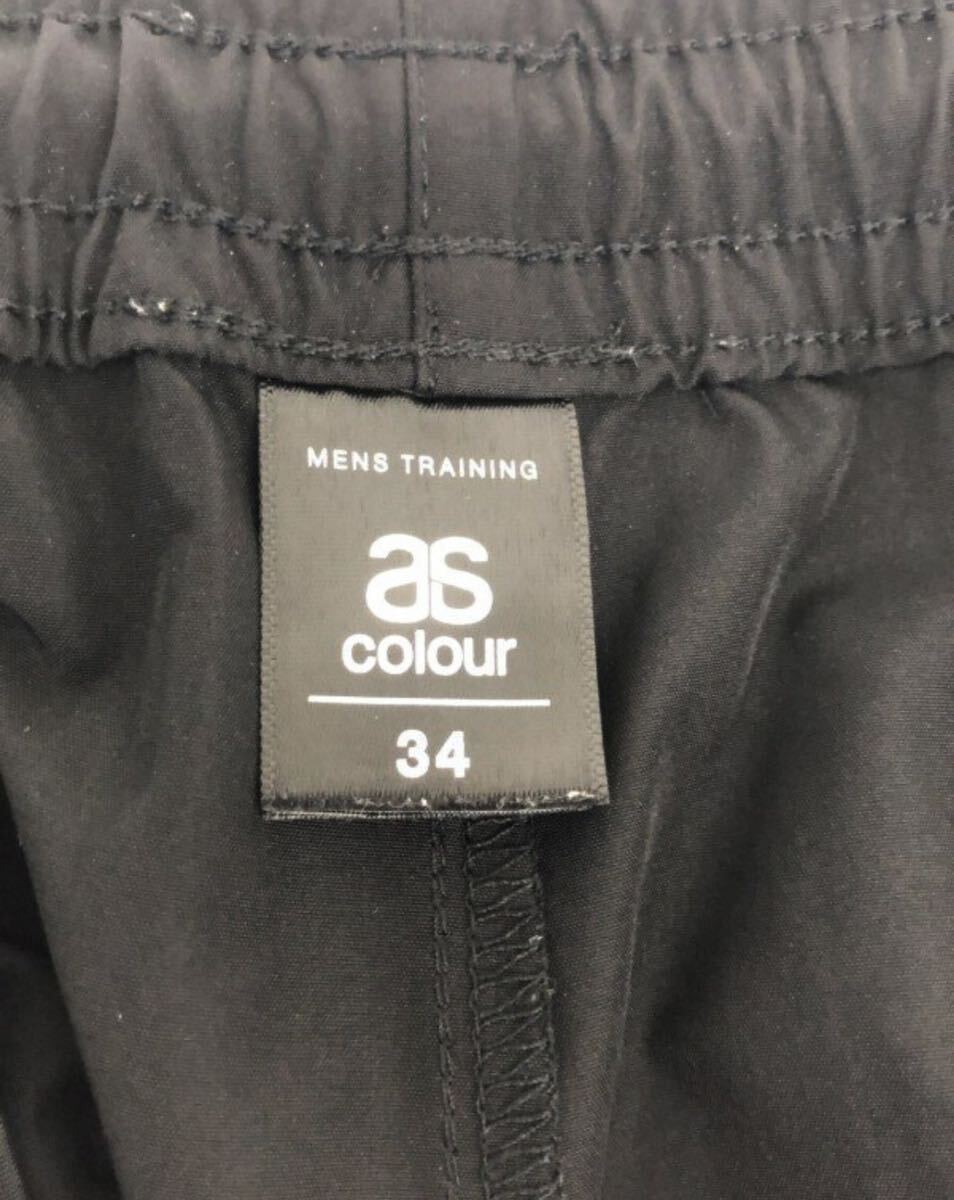 MENS TRAINING
as
colour
34